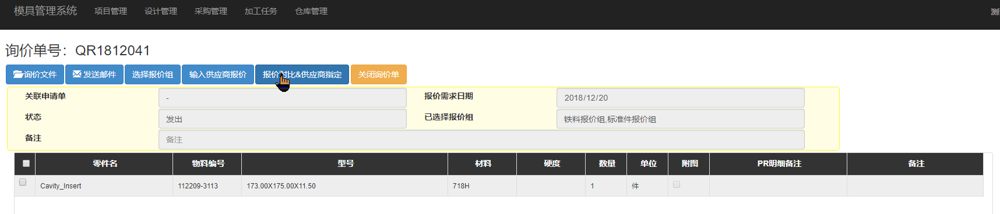 模具管理系统 项目管理 设计管理 采购管理 加工任务 仓库管理
询价单号：QR1812041
询价文件 发送邮件 选择报价组 输入供应商报价 报价对比&供应商指定 关闭询价单
关联申请单 - 报价需求日期 2018/12/20
状态 发出 已选择报价组 铁料报价组,标准件报价组
备注 备注
零件名 物料编号 型号 材料 硬度 数量 单位 附图 PR明细备注 备注
Cavity_Insert 112209-3113 173.00X175.00X11.50 718H 1 件